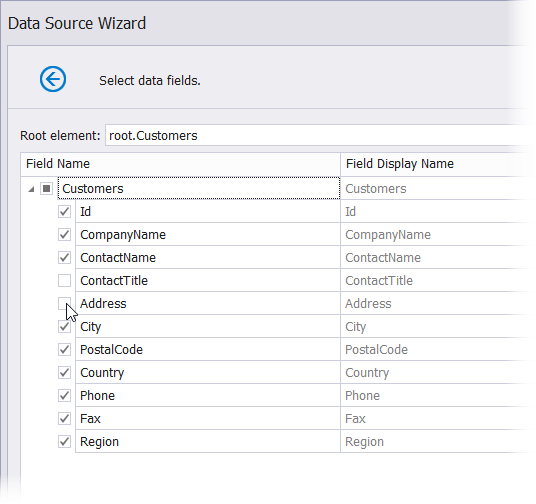 Data Source Wizard
Select data fields.
Root element: root.Customers
Field Name Field Display Name
Customers Customers
Id Id
CompanyName CompanyName
ContactName ContactName
ContactTitle ContactTitle
Address Address
City City
PostalCode PostalCode
Country Country
Phone Phone
Fax Fax
Region Region